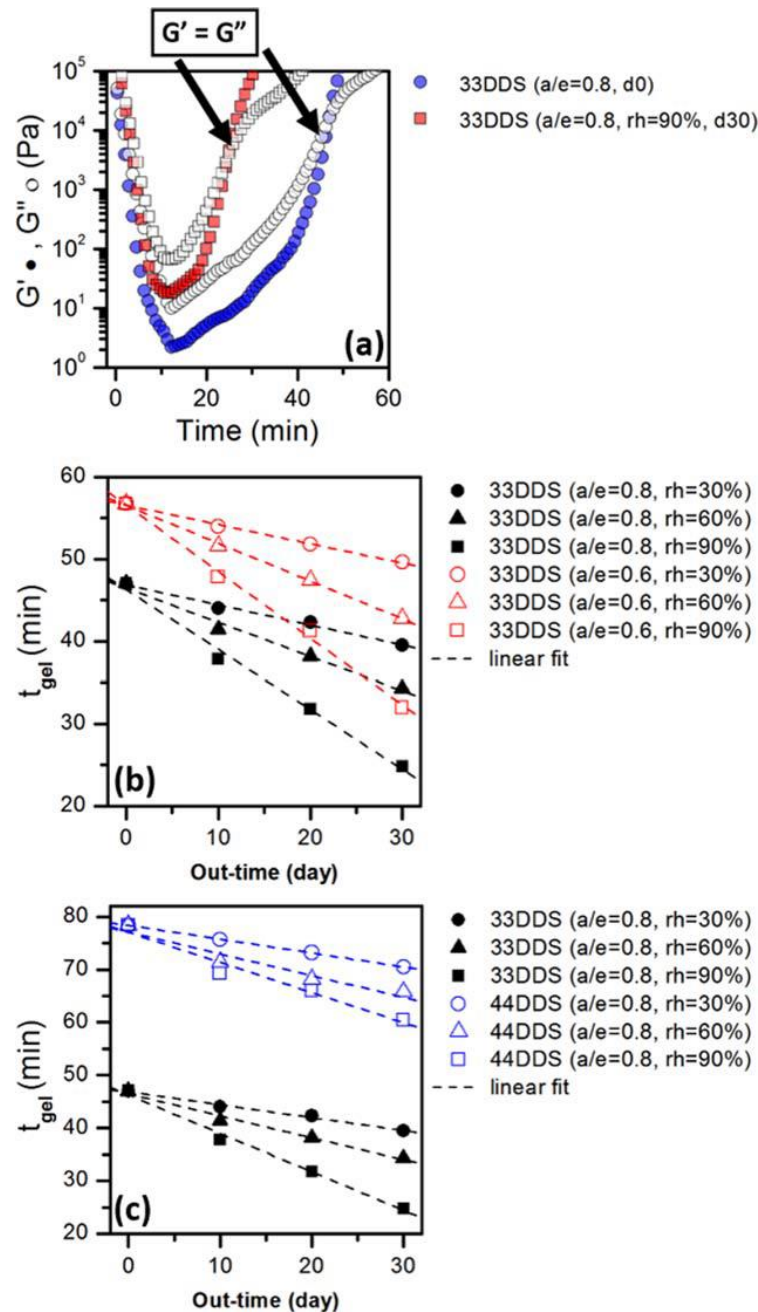 G′ = G″
10⁵
10⁴
10³
10²
10¹
10⁰
G' •, G" ○ (Pa)
(a)
0 20 40 60
Time (min)
33DDS (a/e=0.8, d0)
33DDS (a/e=0.8, rh=90%, d30)
60
50
40
30
20
t_gel (min)
(b)
0 10 20 30
Out-time (day)
33DDS (a/e=0.8, rh=30%)
33DDS (a/e=0.8, rh=60%)
33DDS (a/e=0.8, rh=90%)
33DDS (a/e=0.6, rh=30%)
33DDS (a/e=0.6, rh=60%)
33DDS (a/e=0.6, rh=90%)
linear fit
80
70
60
50
40
30
20
t_gel (min)
(c)
0 10 20 30
Out-time (day)
33DDS (a/e=0.8, rh=30%)
33DDS (a/e=0.8, rh=60%)
33DDS (a/e=0.8, rh=90%)
44DDS (a/e=0.8, rh=30%)
44DDS (a/e=0.8, rh=60%)
44DDS (a/e=0.8, rh=90%)
linear fit